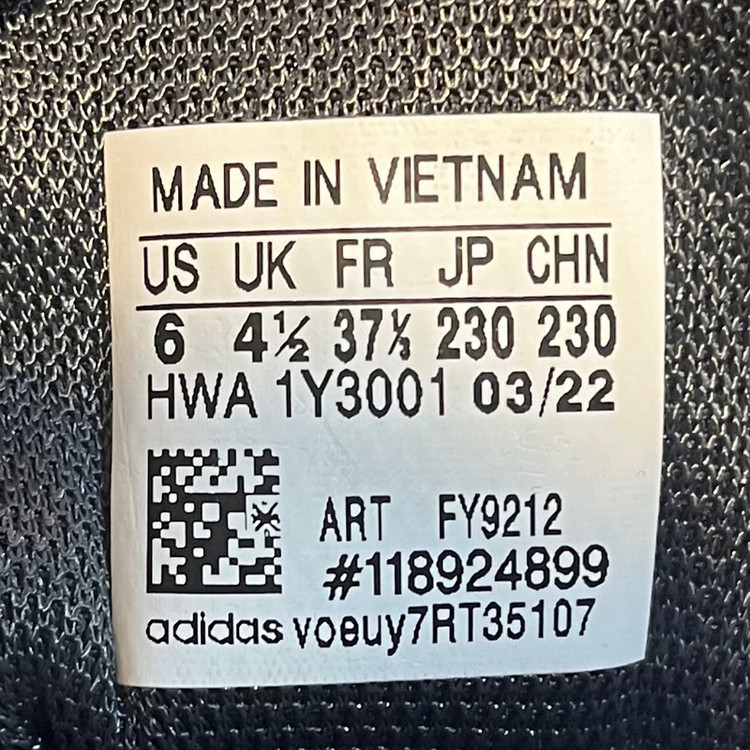 MADE IN VIETNAM
US UK FR JP CHN
6 4½ 37⅓ 230 230
HWA 1Y3001 03/22
ART FY9212
#118924899
adidas voeuy7RT35107